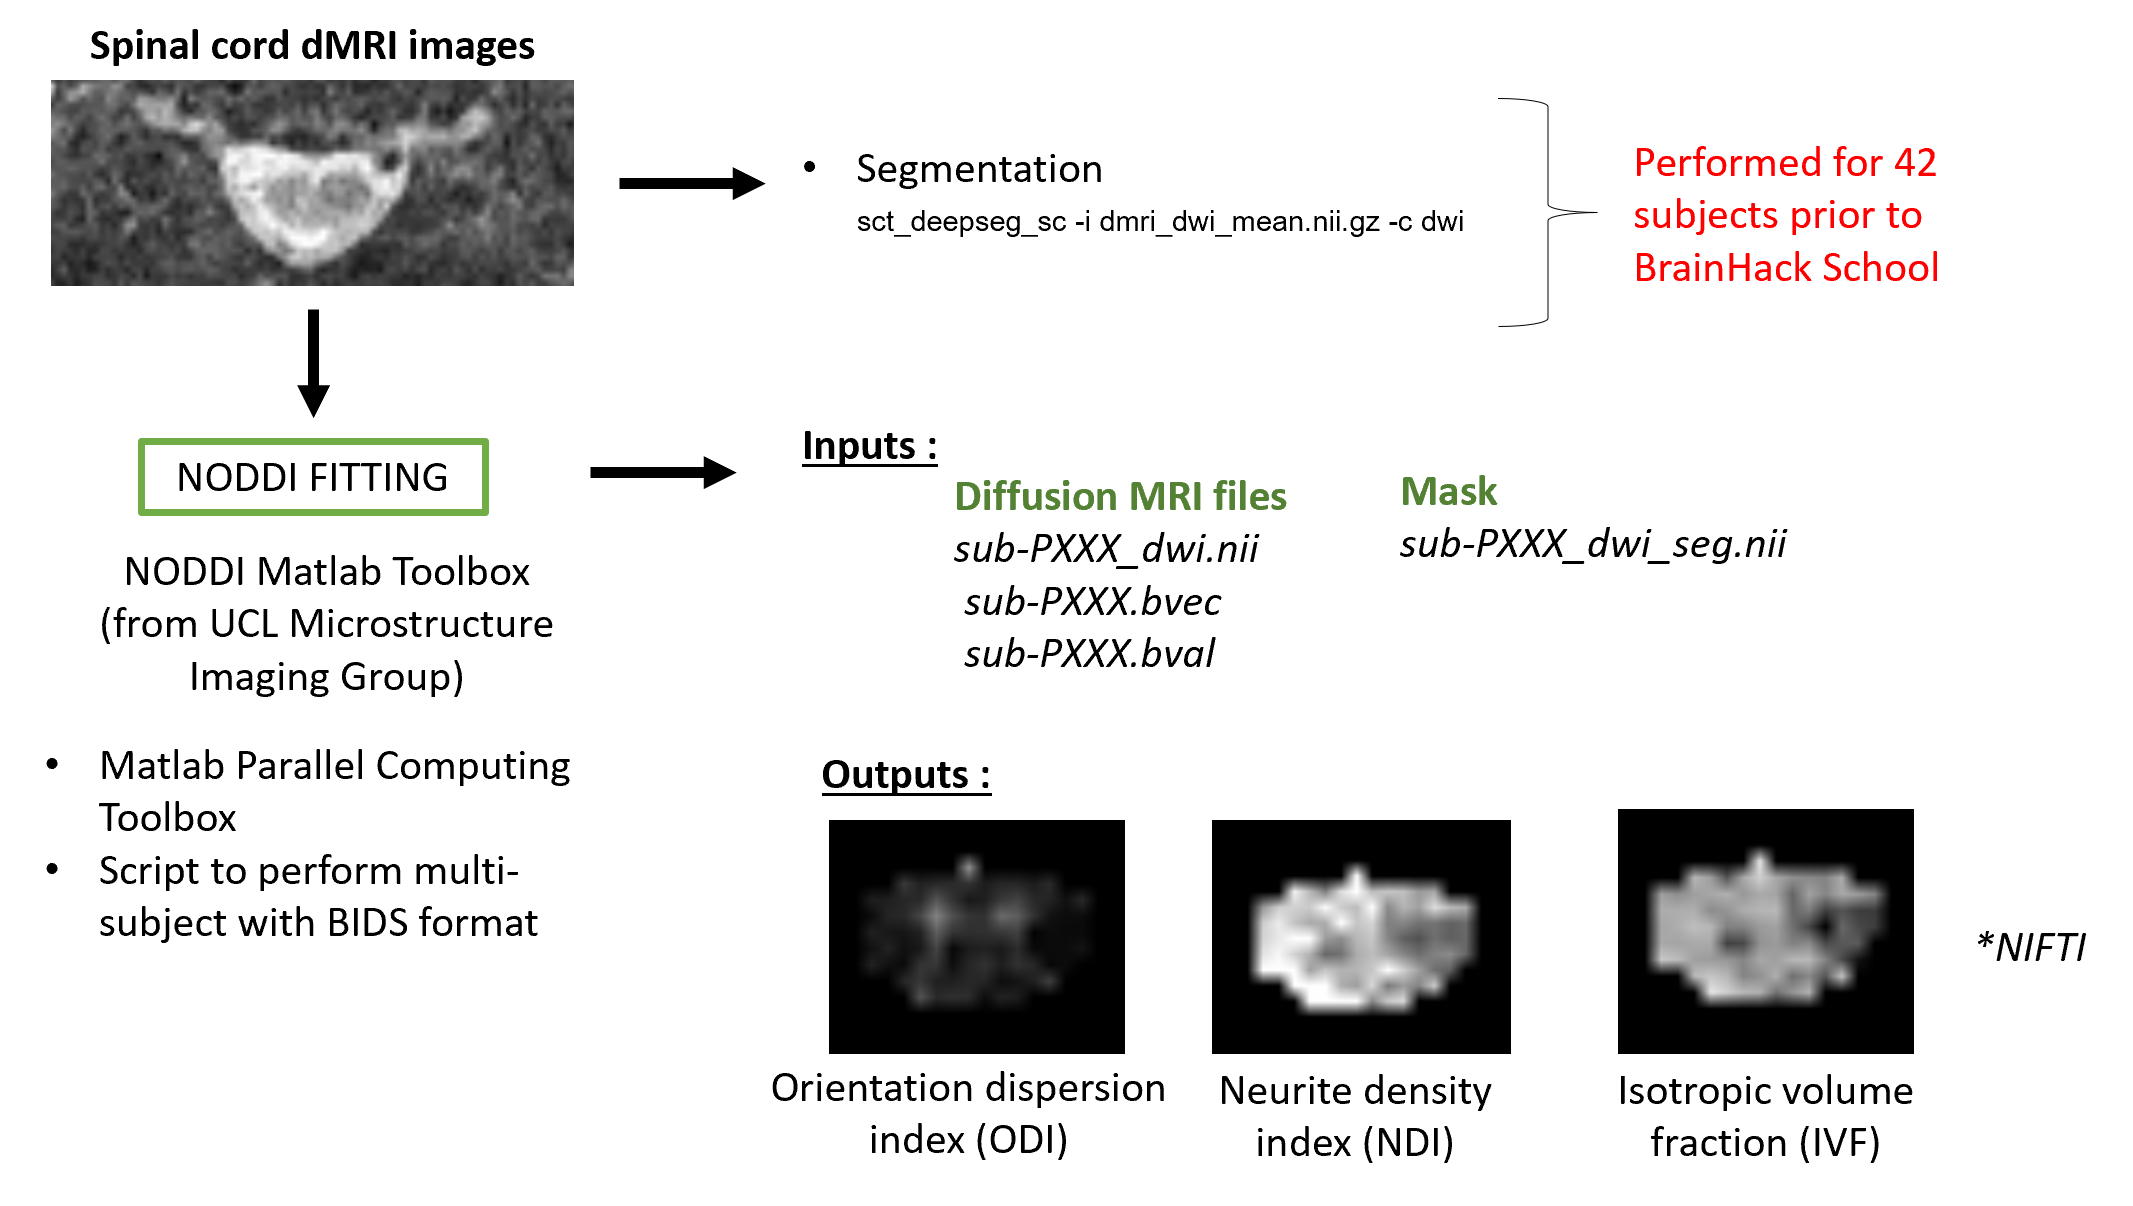 Spinal cord dMRI images
• Segmentation
sct_deepseg_sc -i dmri_dwi_mean.nii.gz -c dwi
Performed for 42
subjects prior to
BrainHack School
NODDI FITTING
NODDI Matlab Toolbox
(from UCL Microstructure
Imaging Group)
• Matlab Parallel Computing
Toolbox
• Script to perform multi-
subject with BIDS format
Inputs :
Diffusion MRI files
sub-PXXX_dwi.nii
sub-PXXX.bvec
sub-PXXX.bval
Mask
sub-PXXX_dwi_seg.nii
Outputs :
Orientation dispersion
index (ODI)
Neurite density
index (NDI)
Isotropic volume
fraction (IVF)
*NIFTI